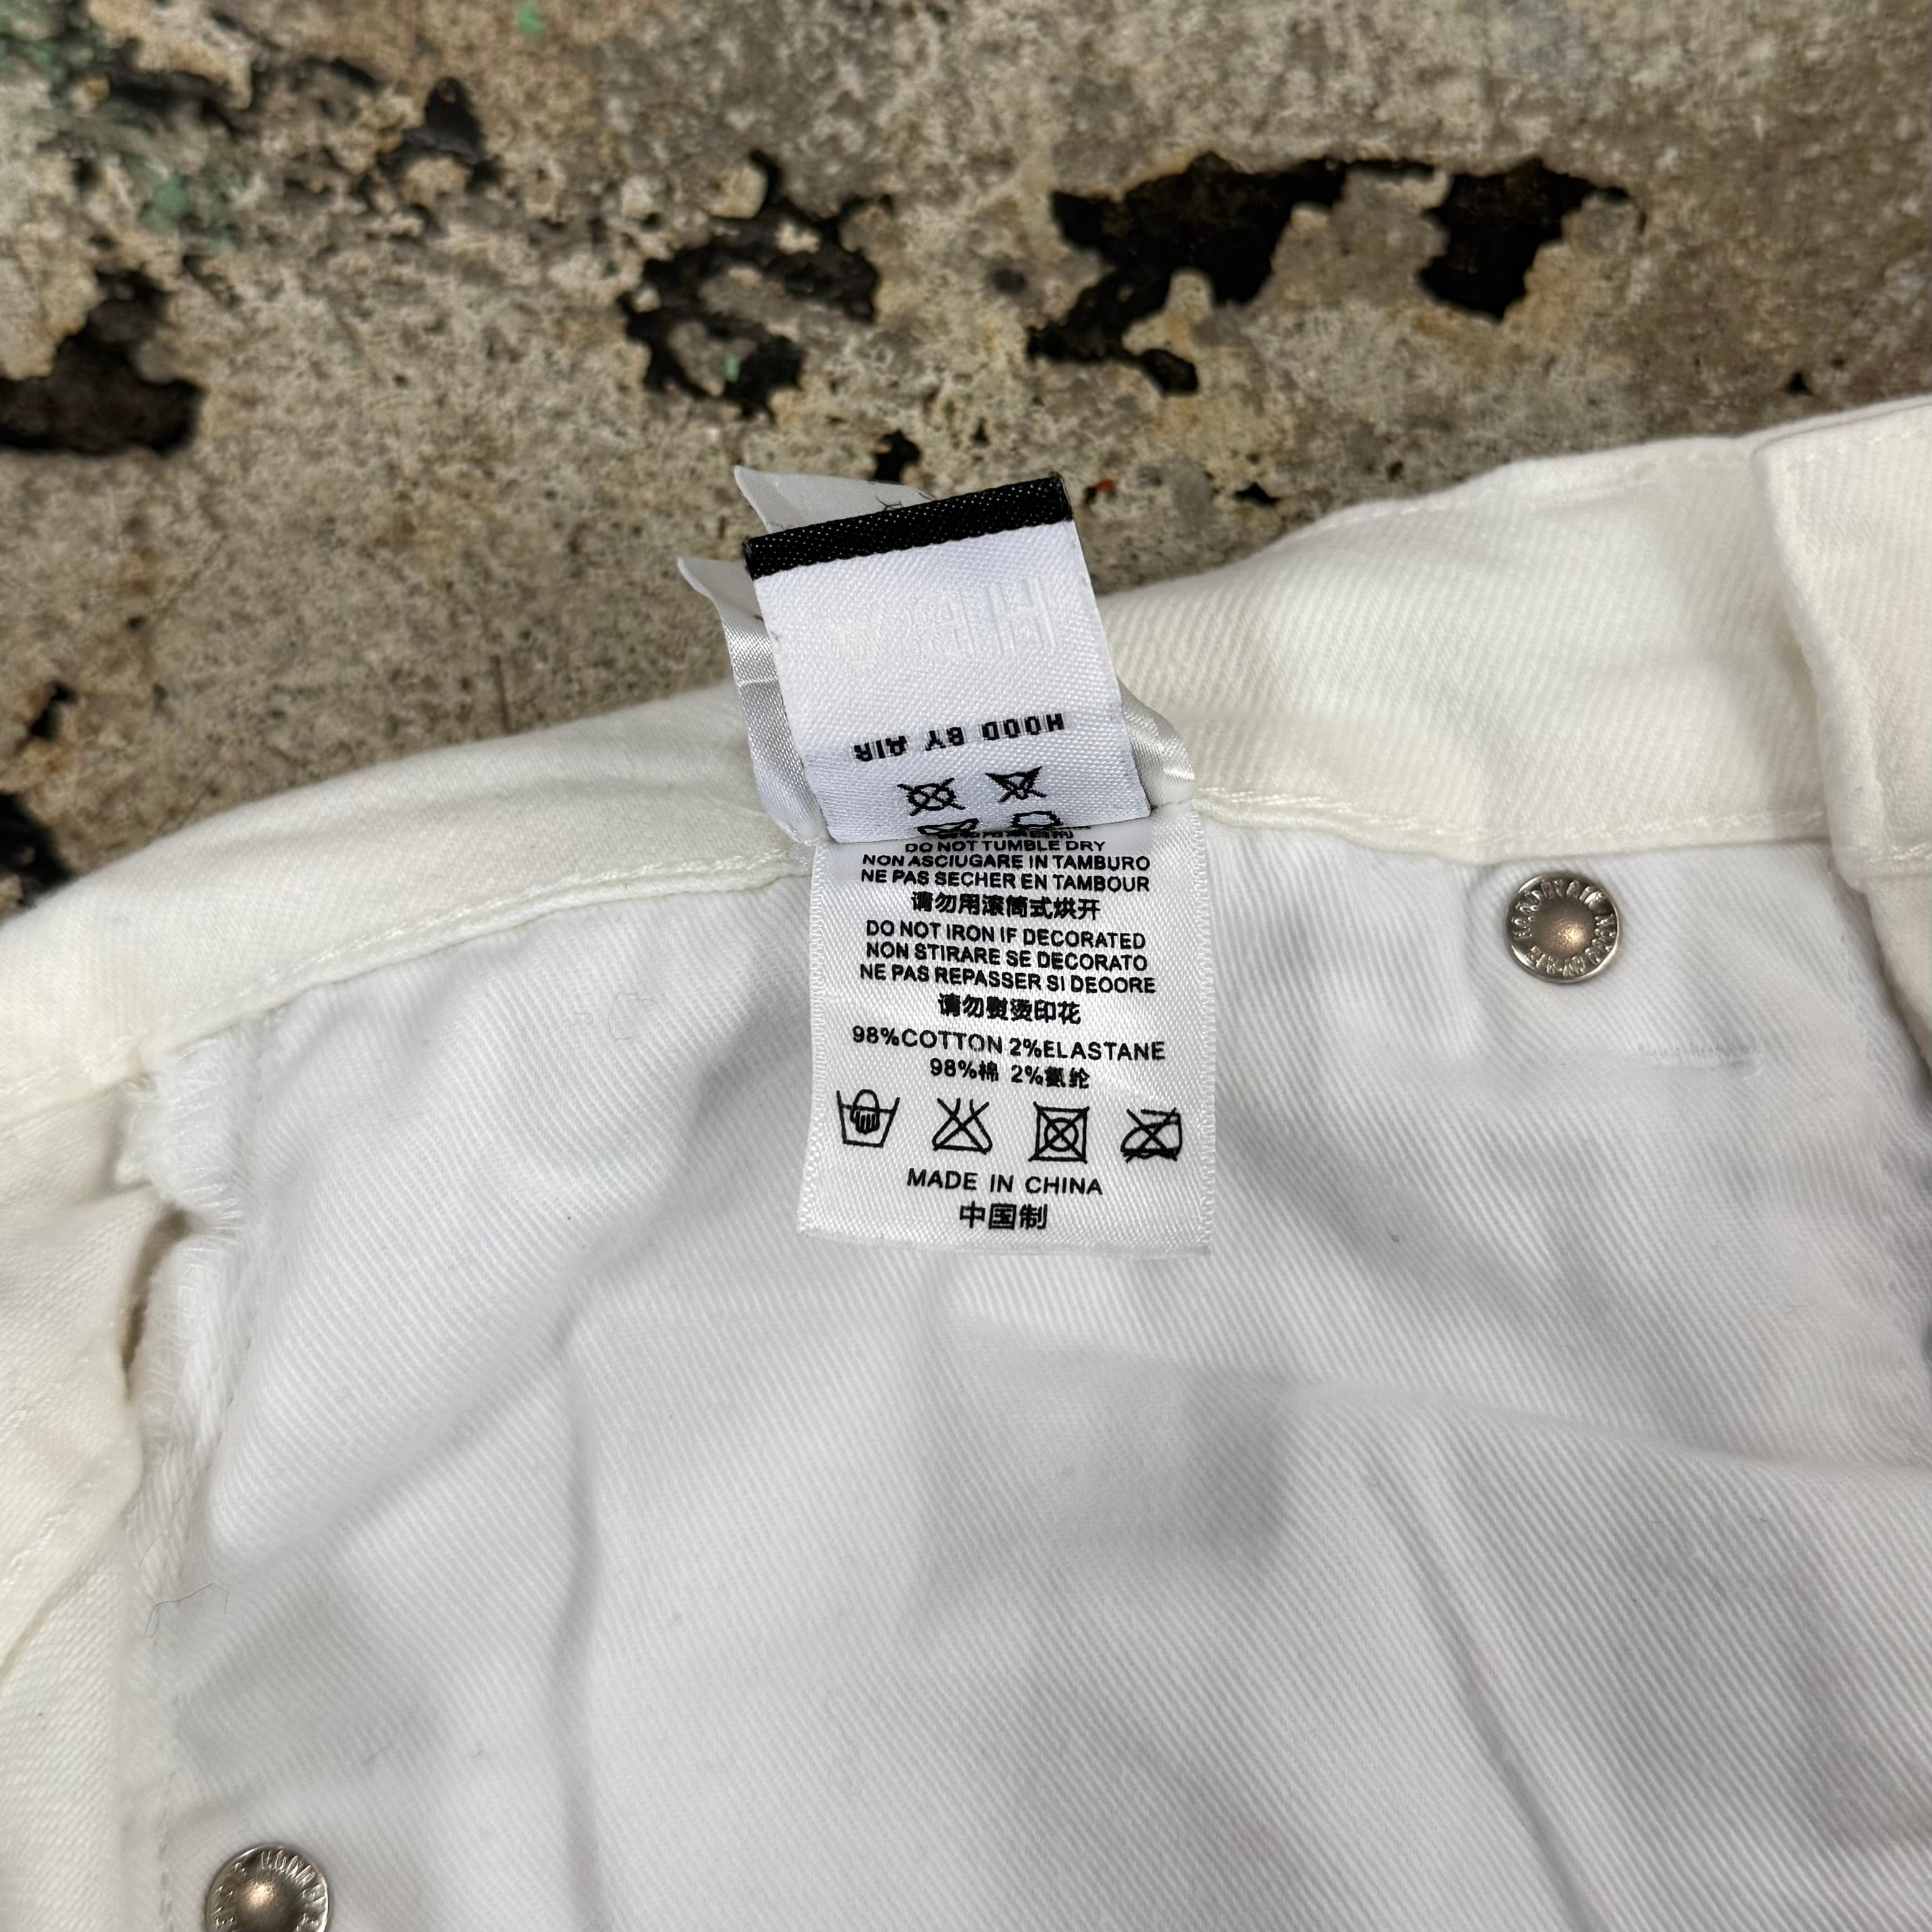 HOOD BY AIR
DO NOT TUMBLE DRY
NON ASCIUGARE IN TAMBURO
NE PAS SECHER EN TAMBOUR
请勿用滚筒式烘开
DO NOT IRON IF DECORATED
NON STIRARE SE DECORATO
NE PAS REPASSER SI DEOORE
请勿熨烫印花
98%COTTON 2%ELASTANE
98%棉 2%氨纶
MADE IN CHINA
中国制